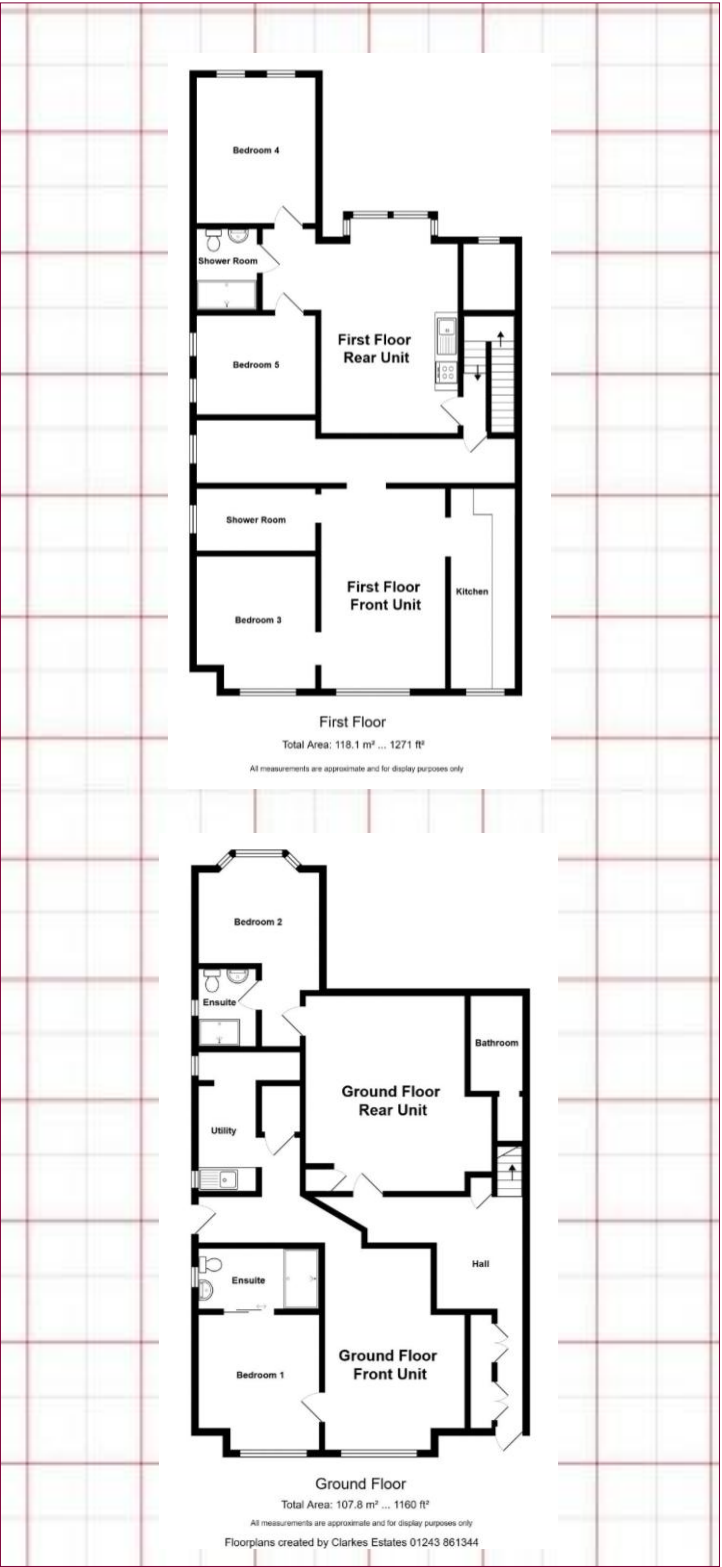 Bedroom 4
Shower Room
First Floor
Rear Unit
Bedroom 5
Shower Room
First Floor
Front Unit
Kitchen
Bedroom 3
First Floor
Total Area: 118.1 m² ... 1271 ft²
All measurements are approximate and for display purposes only
Bedroom 2
Ensuite
Bathroom
Ground Floor
Rear Unit
Utility
Hall
Ensuite
Ground Floor
Front Unit
Bedroom 1
Ground Floor
Total Area: 107.8 m² ... 1160 ft²
All measurements are approximate and for display purposes only
Floorplans created by Clarkes Estates 01243 861344